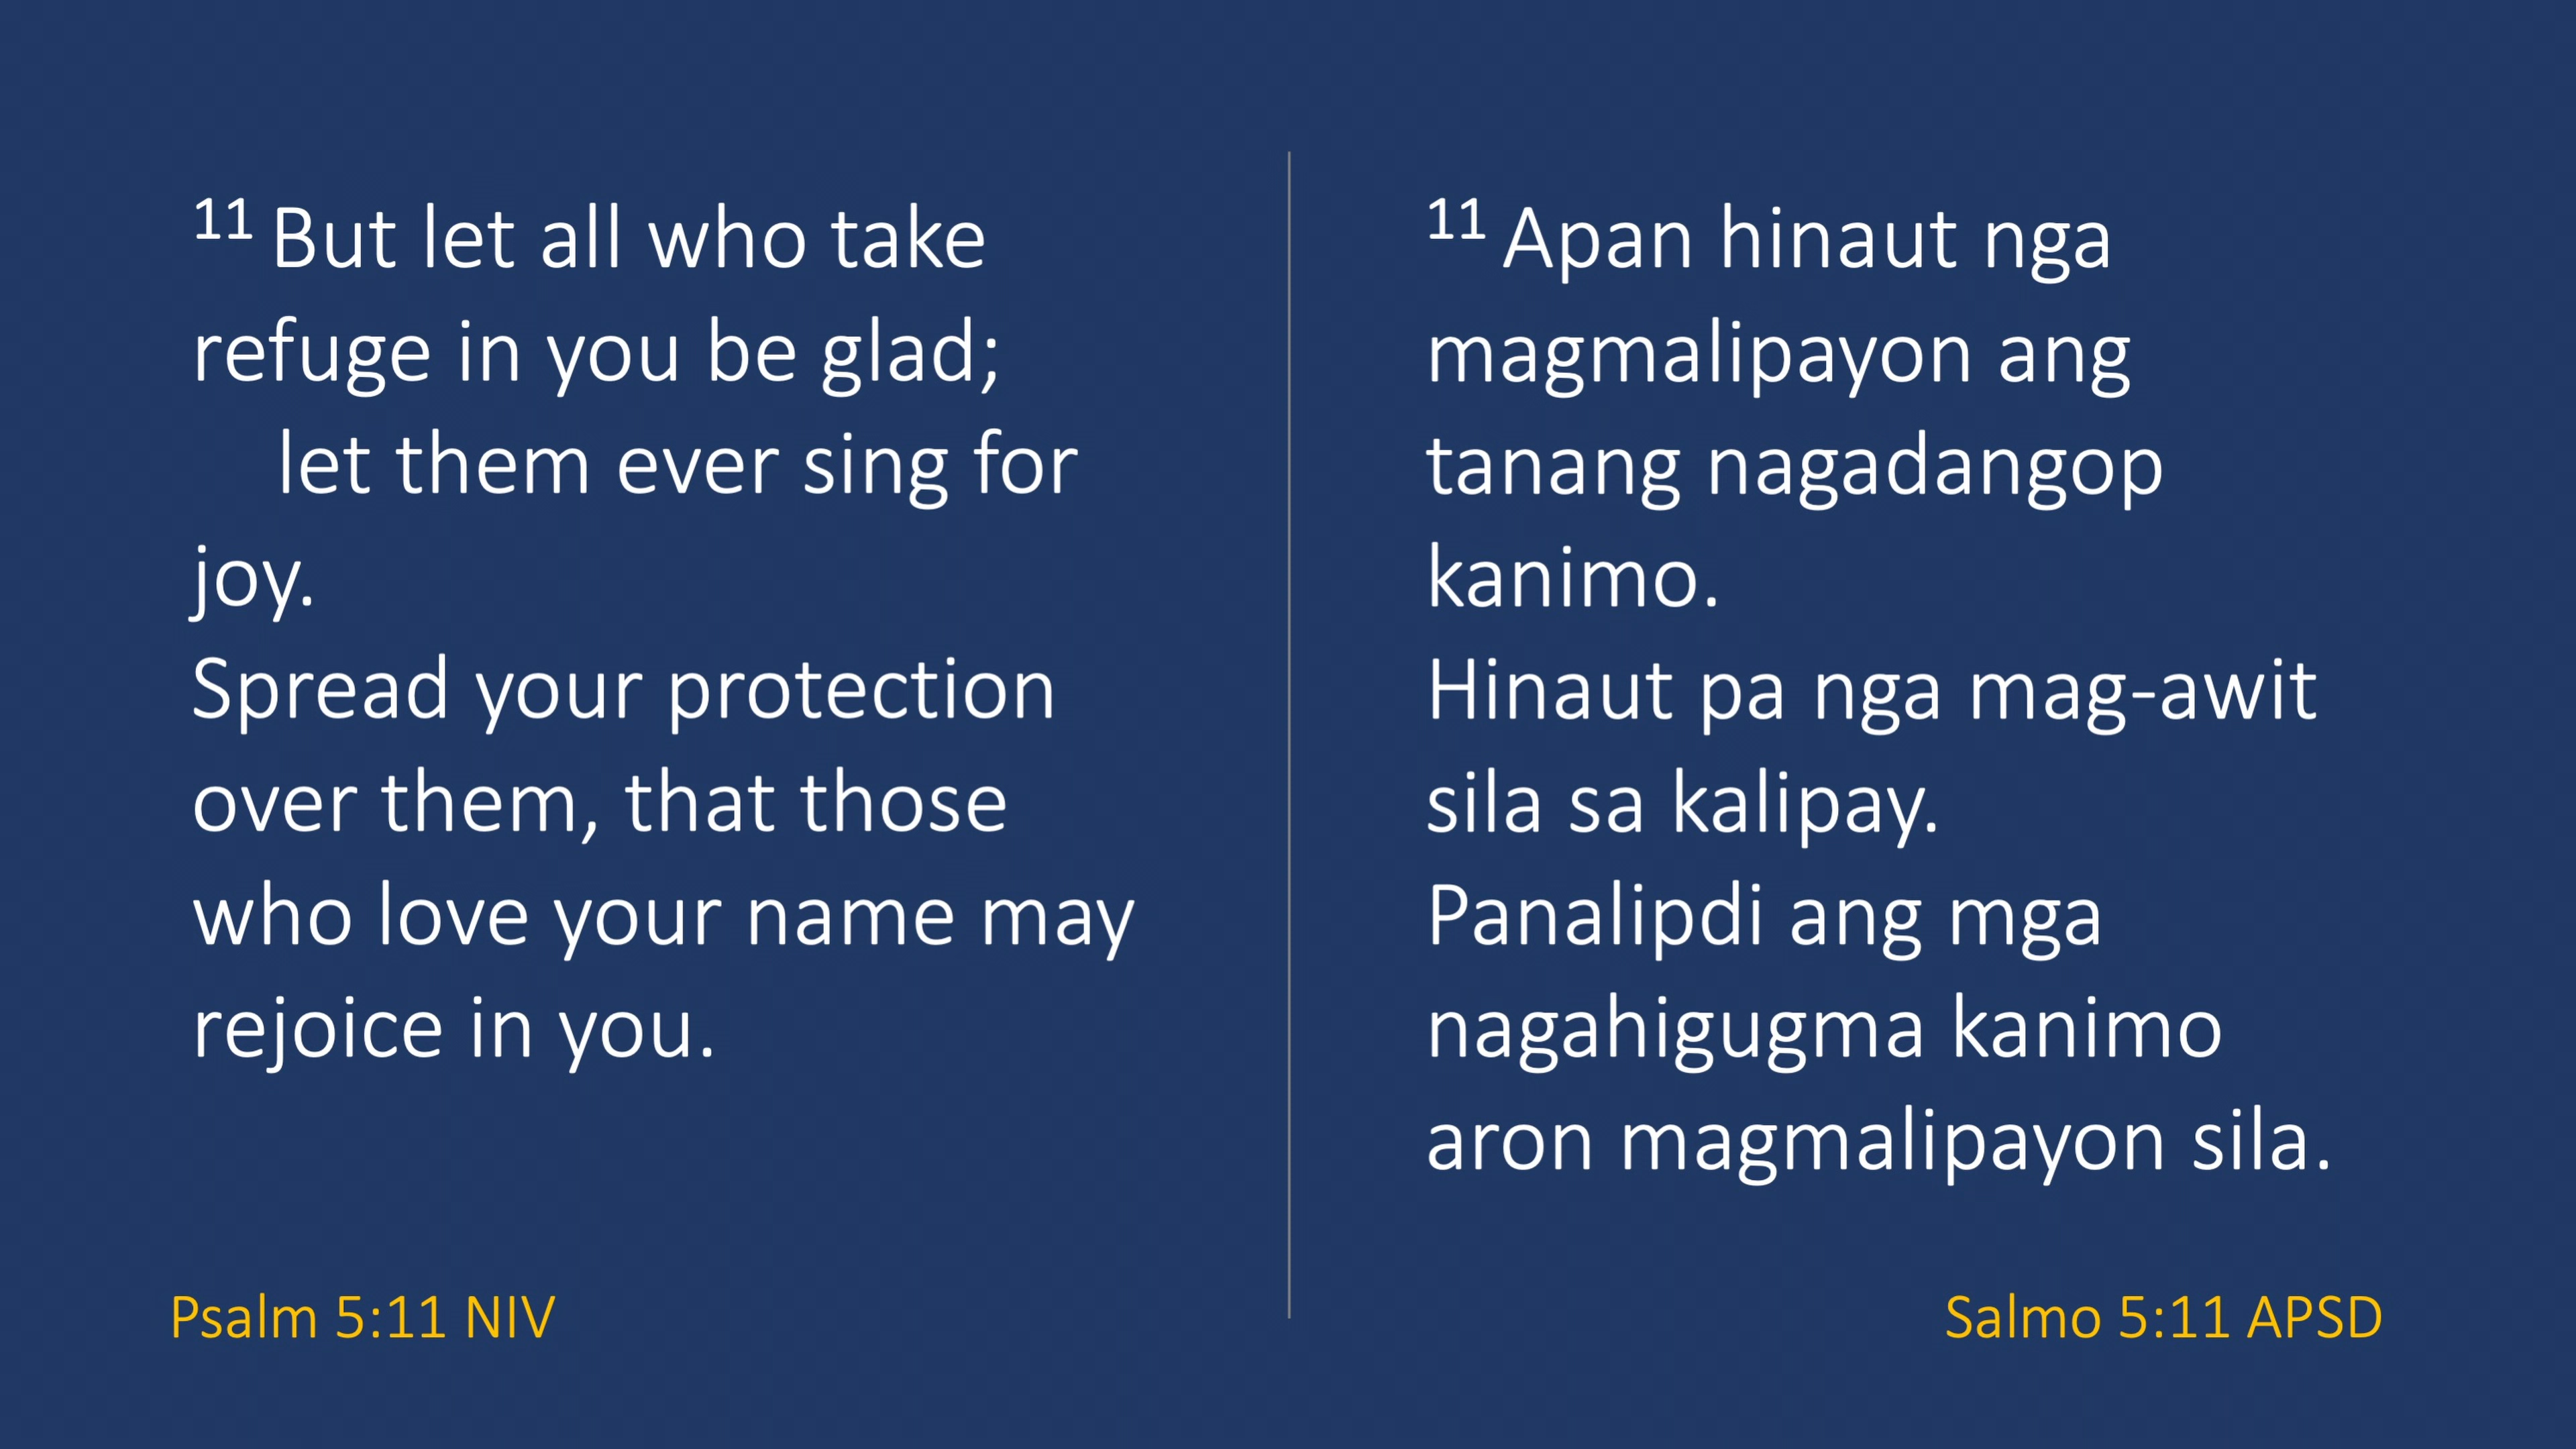 11 But let all who take
refuge in you be glad;
let them ever sing for
joy.
Spread your protection
over them, that those
who love your name may
rejoice in you.
Psalm 5:11 NIV
11 Apan hinaut nga
magmalipayon ang
tanang nagadangop
kanimo.
Hinaut pa nga mag-awit
sila sa kalipay.
Panalipdi ang mga
nagahigugma kanimo
aron magmalipayon sila.
Salmo 5:11 APSD